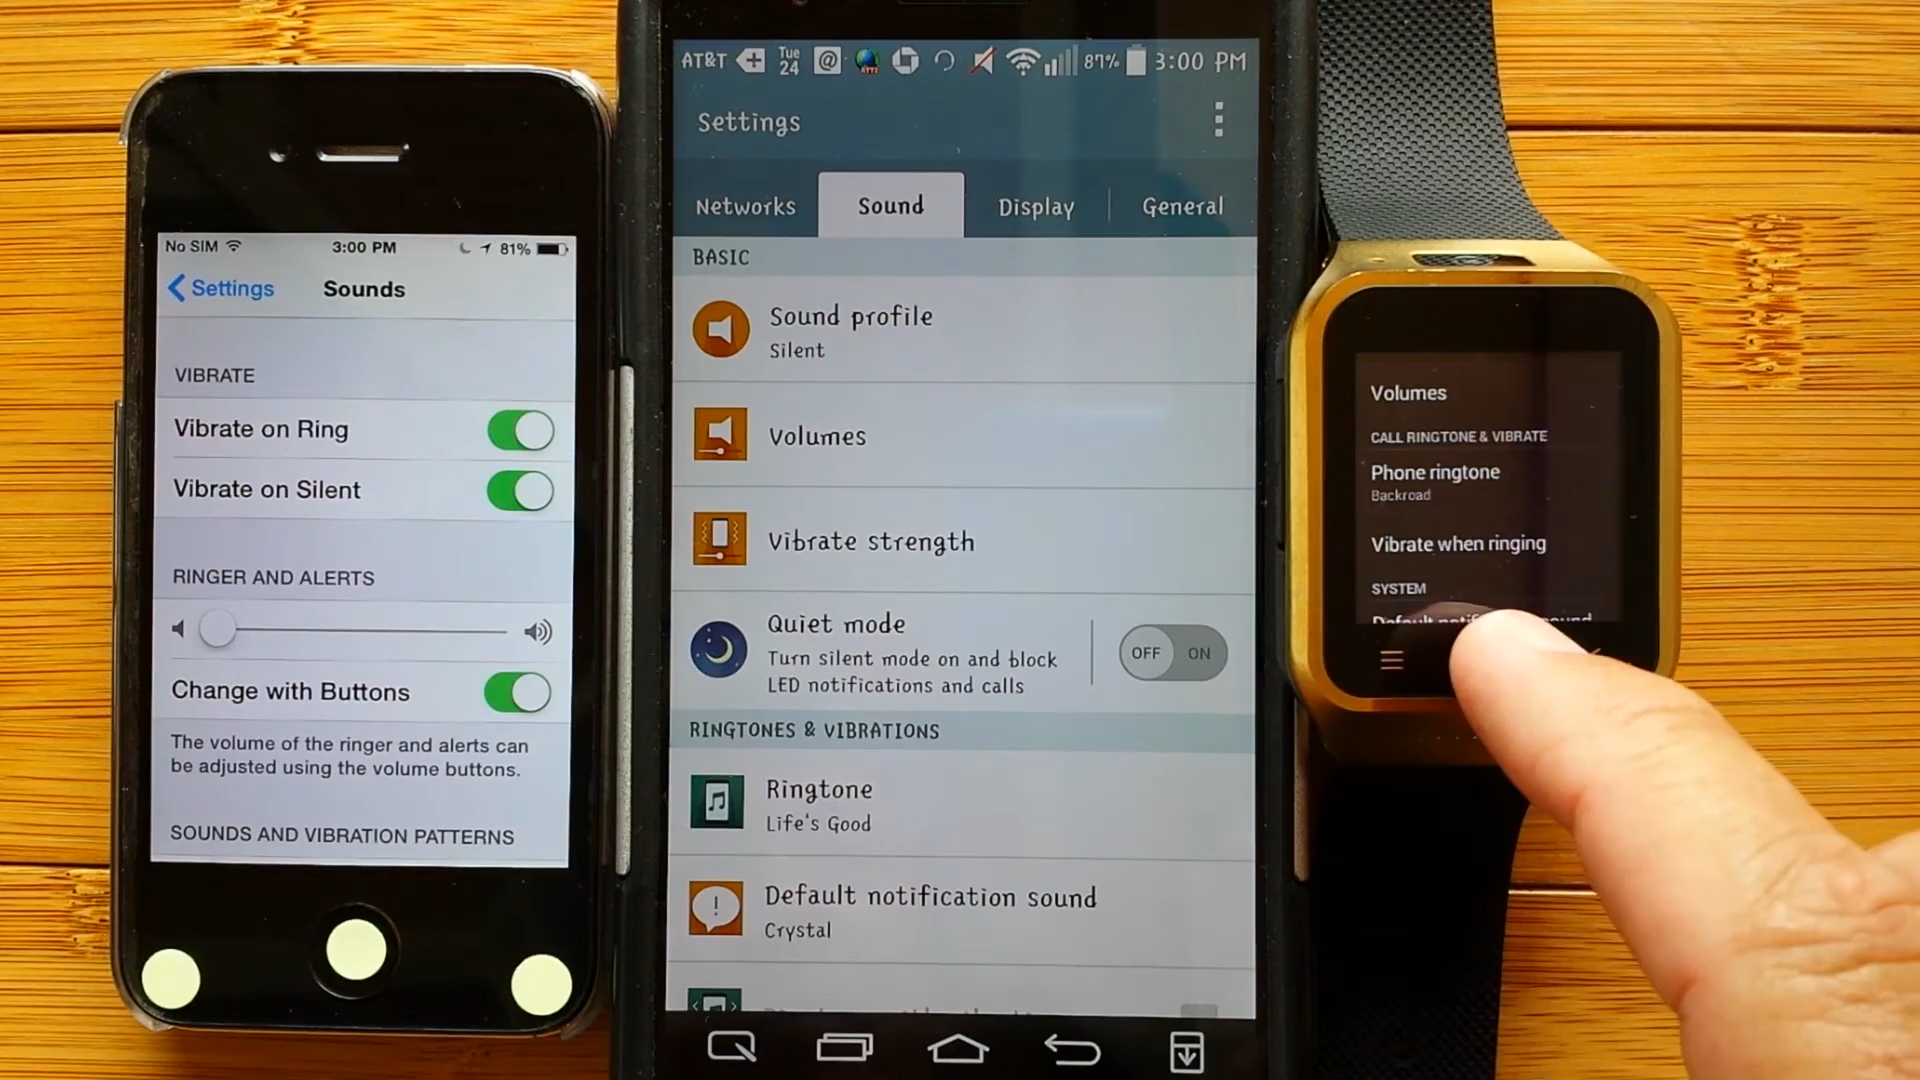 No SIM 3:00 PM 81%
Settings Sounds
VIBRATE
Vibrate on Ring
Vibrate on Silent
RINGER AND ALERTS
Change with Buttons
The volume of the ringer and alerts can
be adjusted using the volume buttons.
SOUNDS AND VIBRATION PATTERNS
AT&T Tue 24 @ 87% 3:00 PM
Settings
Networks Sound Display General
BASIC
Sound profile
Silent
Volumes
Vibrate strength
Quiet mode
Turn silent mode on and block
LED notifications and calls
OFF ON
RINGTONES & VIBRATIONS
Ringtone
Life's Good
Default notification sound
Crystal
Volumes
CALL RINGTONE & VIBRATE
Phone ringtone
Backroad
Vibrate when ringing
SYSTEM
Default sound